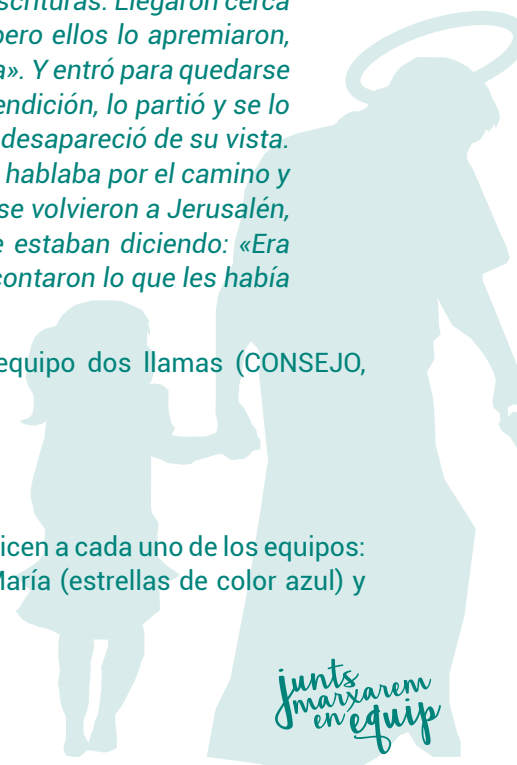 scrituras. Llegaron cerca
pero ellos lo apremiaron,
a». Y entró para quedarse
endición, lo partió y se lo
desapareció de su vista.
hablaba por el camino y
se volvieron a Jerusalén,
e estaban diciendo: «Era
contaron lo que les había
equipo dos llamas (CONSEJO,
icen a cada uno de los equipos:
María (estrellas de color azul) y
junts
marxarem
en equip